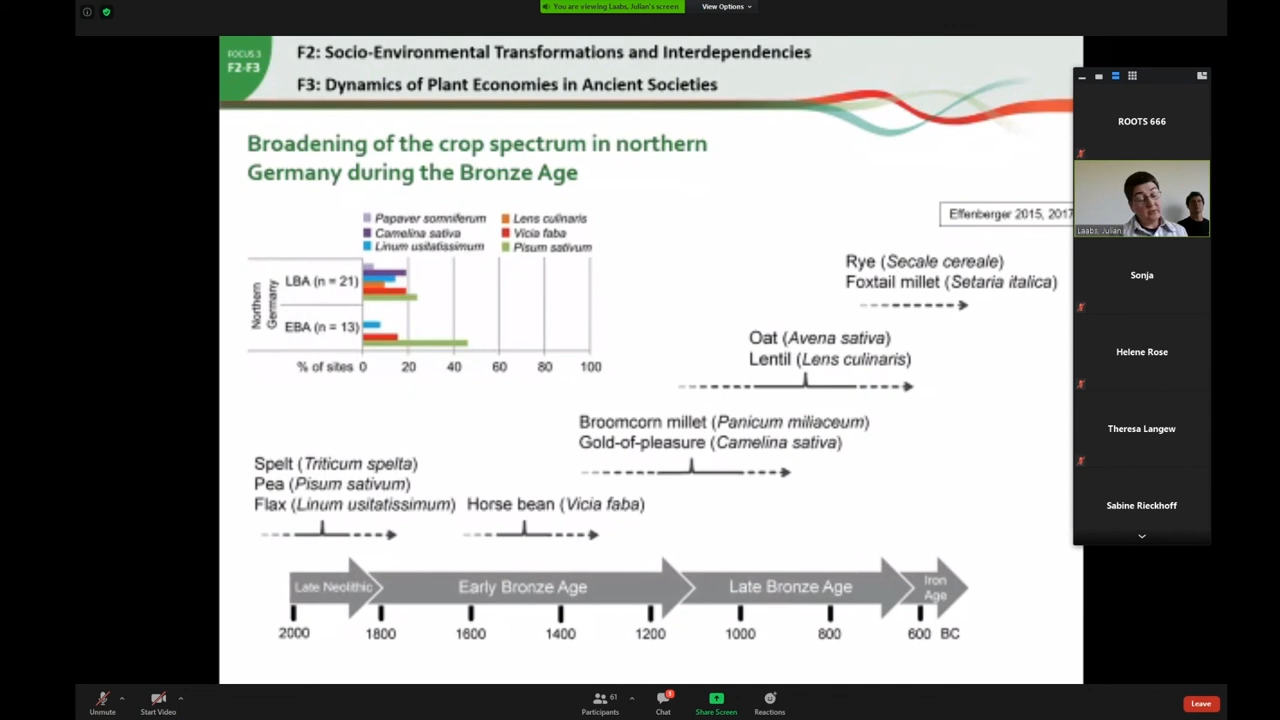 You are viewing Laabs, Julian's screen
View Options
FOCUS 3
F2-F3
F2: Socio-Environmental Transformations and Interdependencies
F3: Dynamics of Plant Economies in Ancient Societies
Broadening of the crop spectrum in northern
Germany during the Bronze Age
Papaver somniferum
Lens culinaris
Camelina sativa
Vicia faba
Linum usitatissimum
Pisum sativum
Northern
Germany
LBA (n = 21)
EBA (n = 13)
% of sites 0 20 40 60 80 100
Effenberger 2015, 2017
Rye (Secale cereale)
Foxtail millet (Setaria italica)
Oat (Avena sativa)
Lentil (Lens culinaris)
Broomcorn millet (Panicum miliaceum)
Gold-of-pleasure (Camelina sativa)
Spelt (Triticum spelta)
Pea (Pisum sativum)
Flax (Linum usitatissimum)
Horse bean (Vicia faba)
Late Neolithic
Early Bronze Age
Late Bronze Age
Iron
Age
2000 1800 1600 1400 1200 1000 800 600 BC
ROOTS 666
Laabs, Julian
Sonja
Helene Rose
Theresa Langew
Sabine Rieckhoff
Unmute
Start Video
Participants
61
Chat
Share Screen
Reactions
Leave